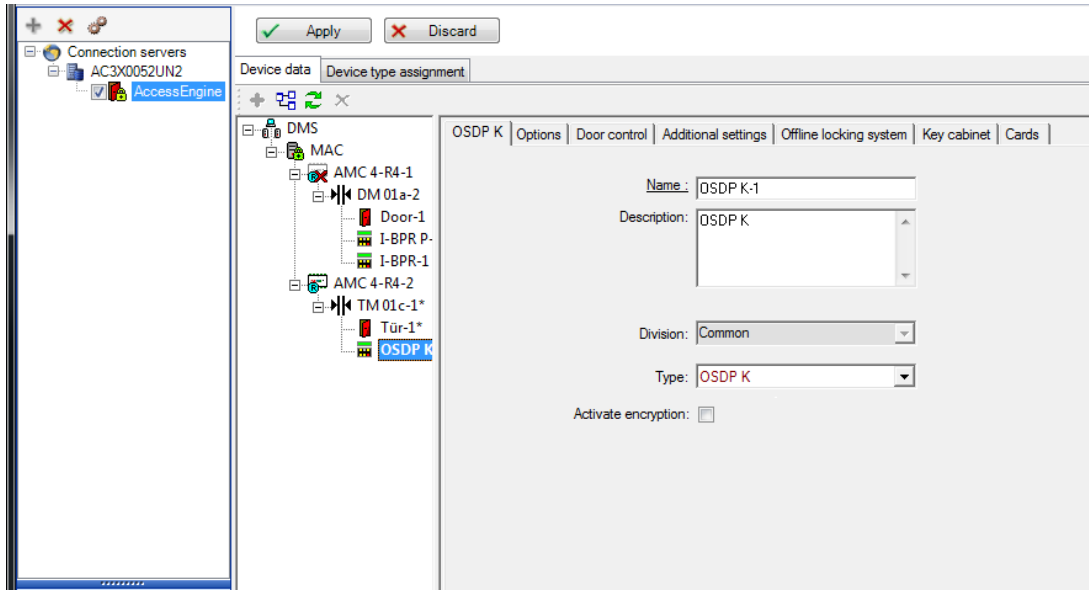 Apply
Discard
Connection servers
AC3X0052UN2
AccessEngine
Device data
Device type assignment
DMS
MAC
AMC 4-R4-1
DM 01a-2
Door-1
I-BPR P-
I-BPR-1
AMC 4-R4-2
TM 01c-1*
Tür-1*
OSDP K
OSDP K
Options
Door control
Additional settings
Offline locking system
Key cabinet
Cards
Name : OSDP K-1
Description: OSDP K
Division: Common
Type: OSDP K
Activate encryption: